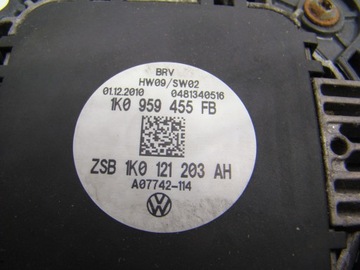 BRV
HW09/SW02
01.12.2010 0481340516
1K0 959 455 FB
ZSB 1K0 121 203 AH
A07742-114